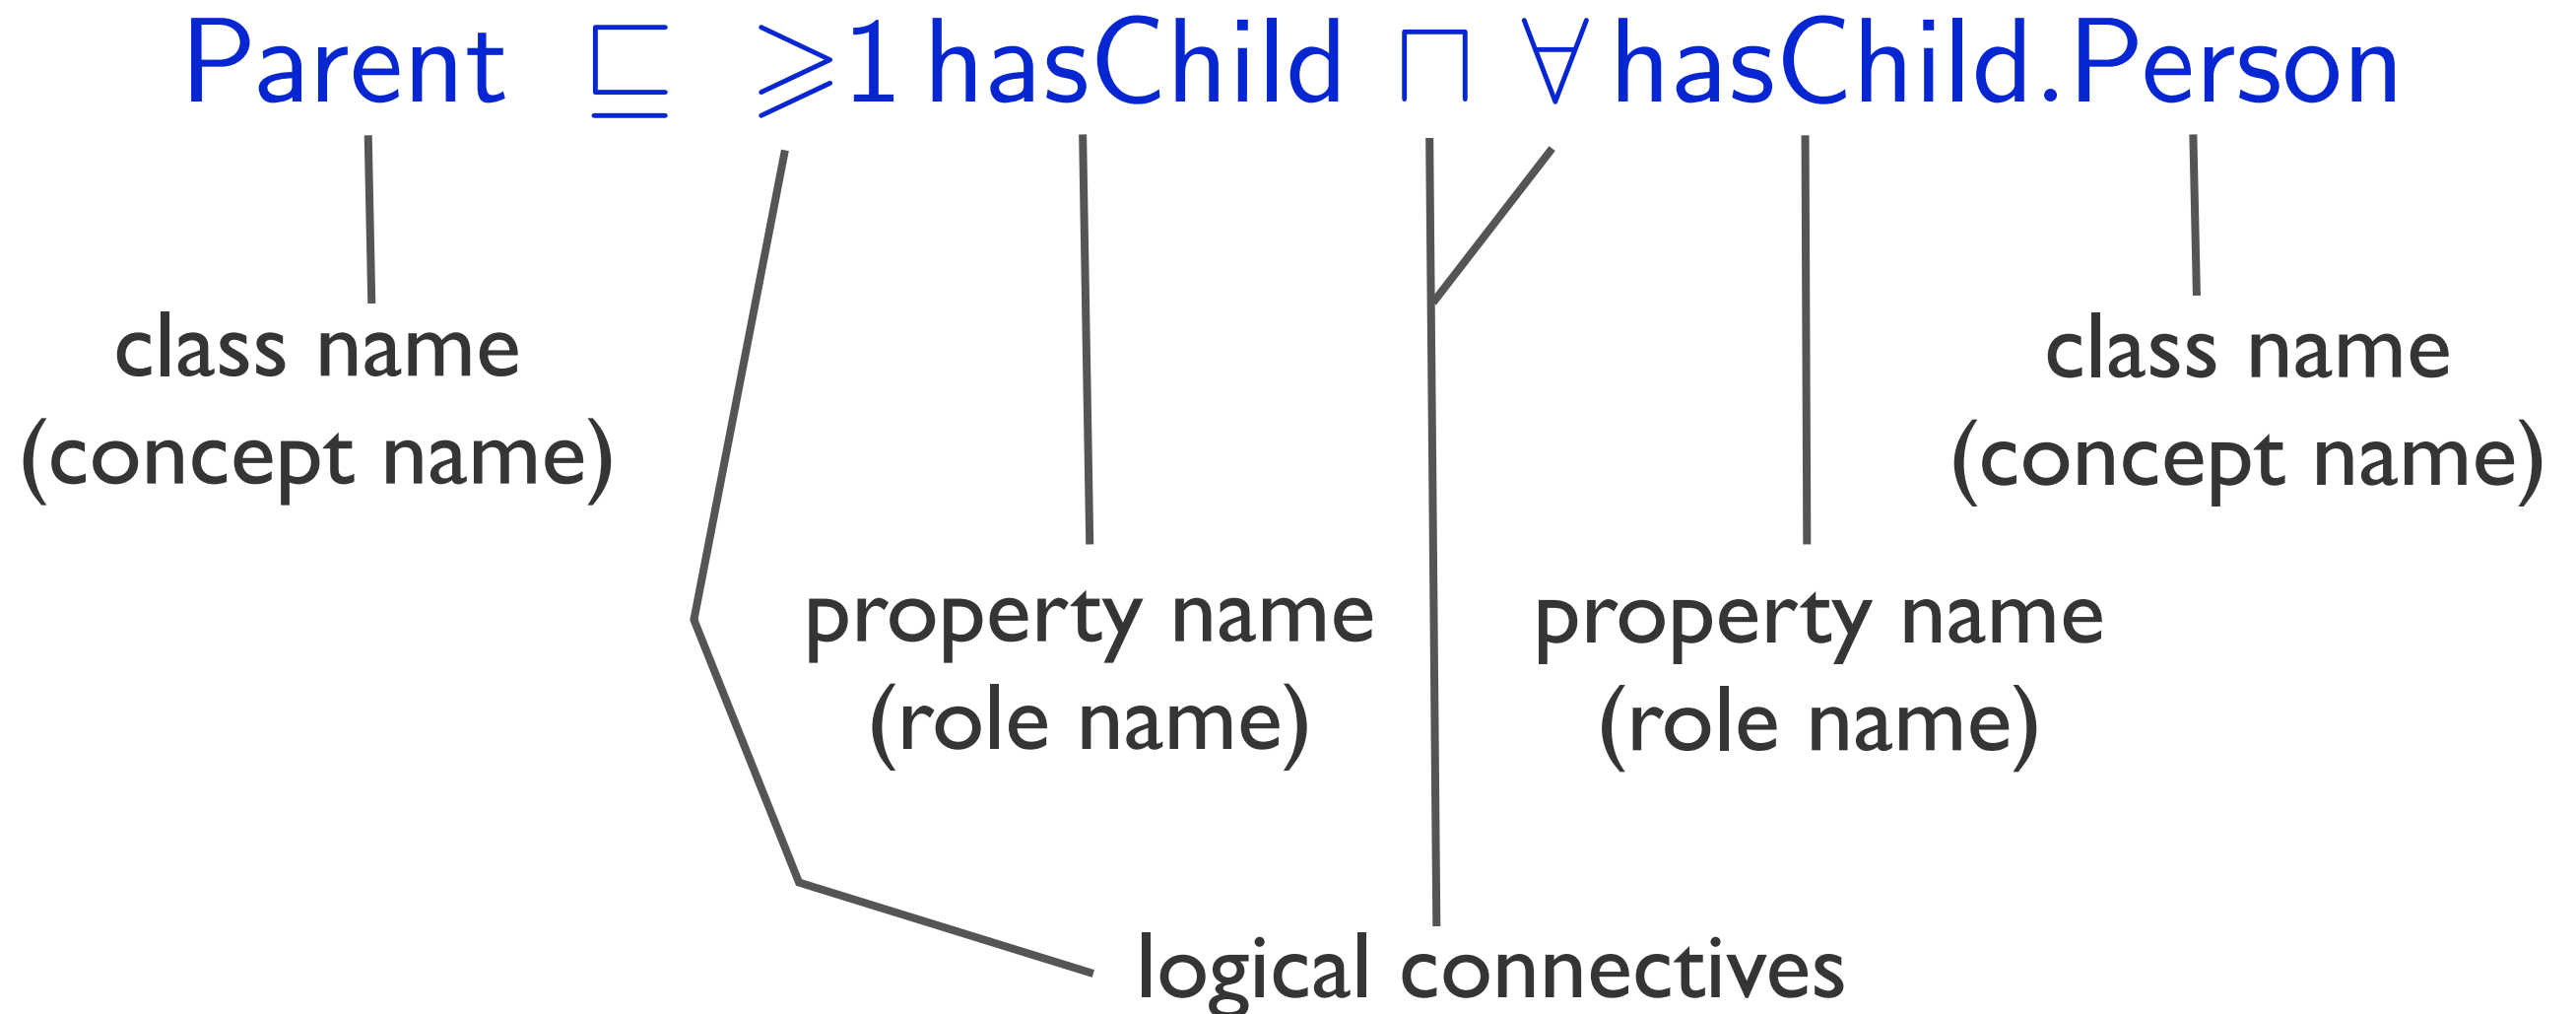 Parent ⊑ ⩾1 hasChild ⊓ ∀ hasChild.Person
class name
(concept name)
class name
(concept name)
property name
(role name)
property name
(role name)
logical connectives